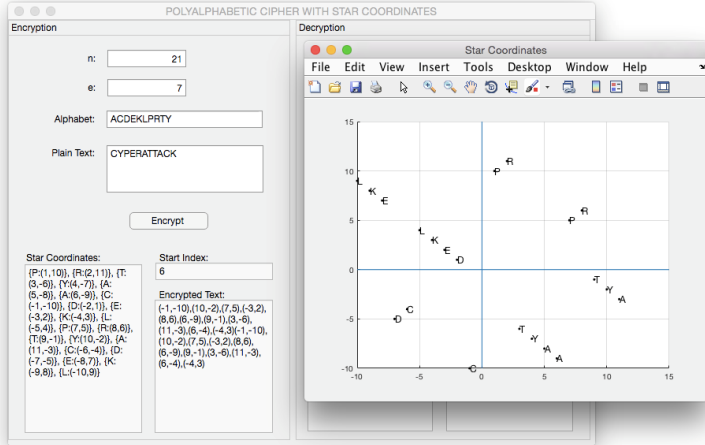 POLYALPHABETIC CIPHER WITH STAR COORDINATES
Encryption
n: 21
e: 7
Alphabet: ACDEKLPRTY
Plain Text: CYPERATTACK
Encrypt
Star Coordinates:
{P:(1,10)}, {R:(2,11)}, {T:
(3,-6)}, {Y:(4,-7)}, {A:
(5,-8)}, {A:(6,-9)}, {C:
(-1,-10)}, {D:(-2,1)}, {E:
(-3,2)}, {K:(-4,3)}, {L:
(-5,4)}, {P:(7,5)}, {R:(8,6)},
{T:(9,-1)}, {Y:(10,-2)}, {A:
(11,-3)}, {C:(-6,-4)}, {D:
(-7,-5)}, {E:(-8,7)}, {K:
(-9,8)}, {L:(-10,9)}
Start Index:
6
Encrypted Text:
(-1,-10),(10,-2),(7,5),(-3,2),
(8,6),(6,-9),(9,-1),(3,-6),
(11,-3),(6,-4),(-4,3)(-1,-10),
(10,-2),(7,5),(-3,2),(8,6),
(6,-9),(9,-1),(3,-6),(11,-3),
(6,-4),(-4,3)
Decryption
Star Coordinates
File Edit View Insert Tools Desktop Window Help
15
R
P
10
L
K
E
R
P
5
L
K
E
D
0
T
Y
A
C
D
-5
T
Y
A
A
C
-10
-10 -5 0 5 10 15